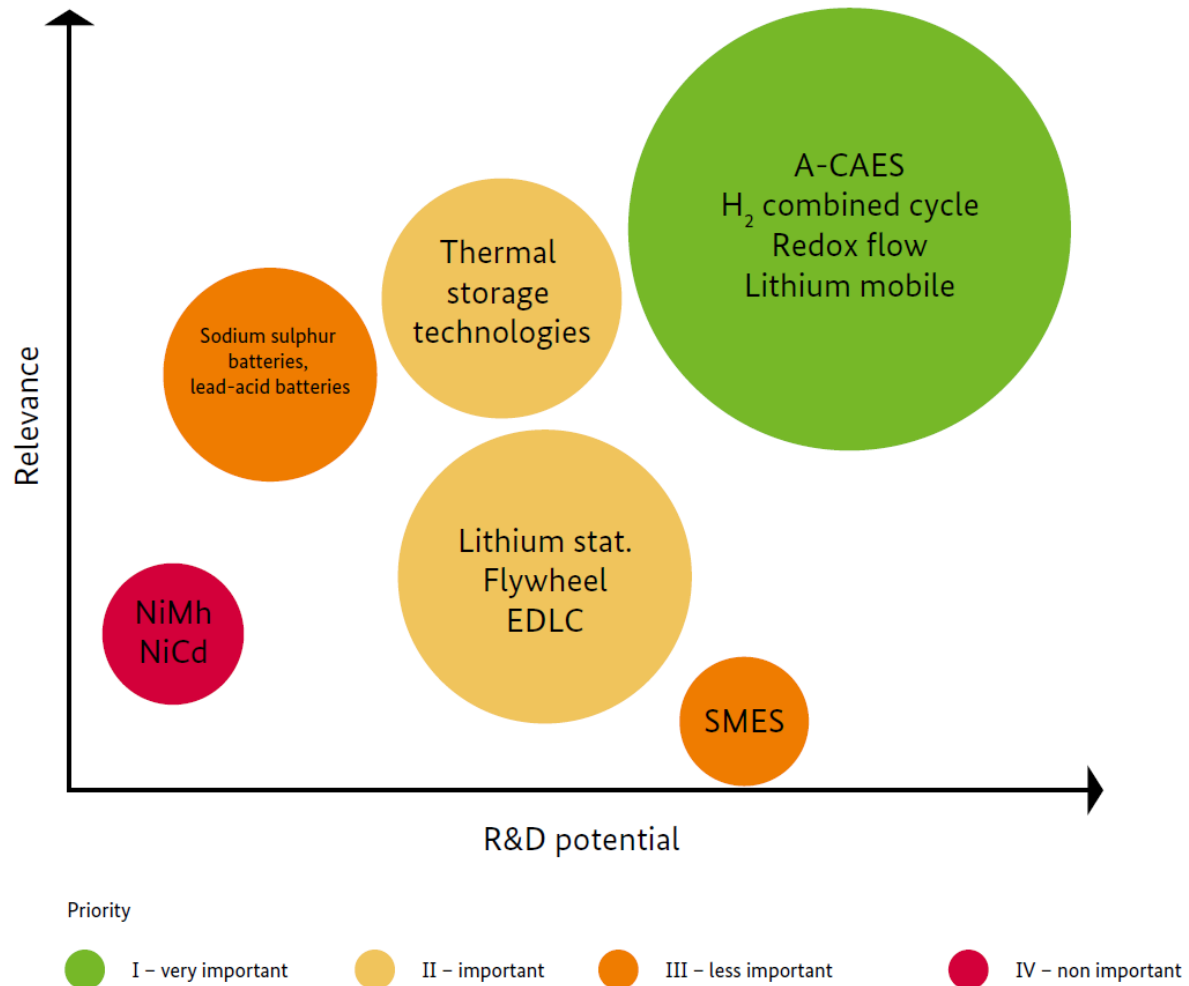 A-CAES
H₂ combined cycle
Redox flow
Lithium mobile
Thermal
storage
technologies
Sodium sulphur
batteries,
lead-acid batteries
Relevance
Lithium stat.
Flywheel
EDLC
NiMh
NiCd
SMES
R&D potential
Priority
I – very important
II – important
III – less important
IV – non important